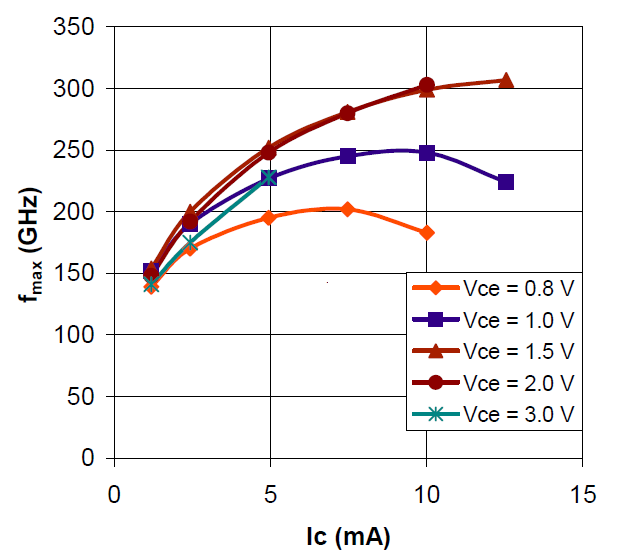 350
300
250
200
150
100
50
0
fmax (GHz)
0 5 10 15
Ic (mA)
Vce = 0.8 V
Vce = 1.0 V
Vce = 1.5 V
Vce = 2.0 V
Vce = 3.0 V